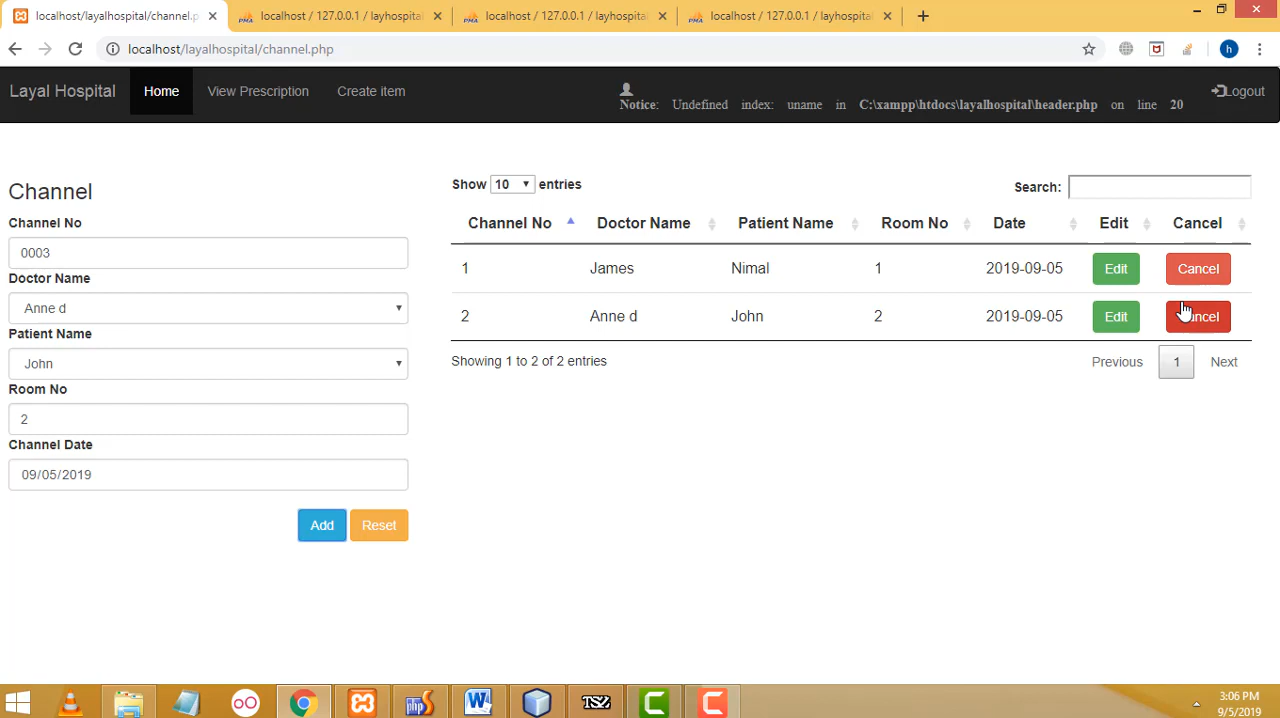 localhost/layalhospital/channel.p
localhost / 127.0.0.1 / layhospita
localhost / 127.0.0.1 / layhospital
localhost / 127.0.0.1 / layhospital
localhost/layalhospital/channel.php
h
Layal Hospital
Home
View Prescription
Create item
Notice: Undefined index: uname in C:\xampp\htdocs\layalhospital\header.php on line 20
Logout
Channel
Channel No
0003
Doctor Name
Anne d
Patient Name
John
Room No
2
Channel Date
09/05/2019
Add Reset
Show 10 entries
Search:
Channel No Doctor Name Patient Name Room No Date Edit Cancel
1 James Nimal 1 2019-09-05 Edit Cancel
2 Anne d John 2 2019-09-05 Edit
Showing 1 to 2 of 2 entries
Previous 1 Next
3:06 PM
9/5/2019